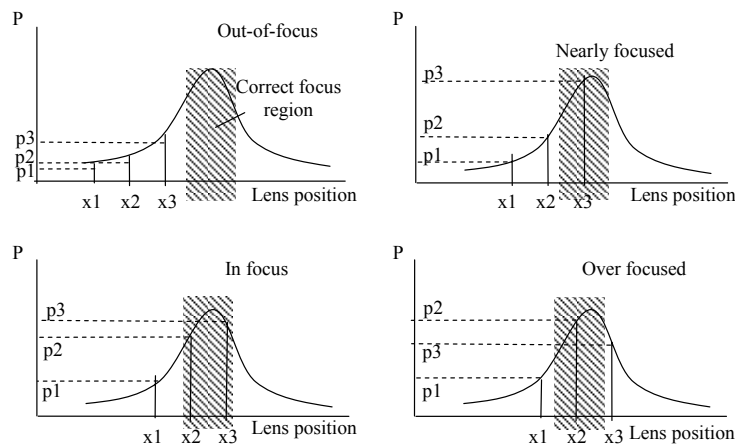 P
Out-of-focus
Correct focus
region
p3
p2
p1
x1 x2 x3
Lens position
P
Nearly focused
p3
p2
p1
x1 x2 x3
Lens position
P
In focus
p3
p2
p1
x1 x2 x3
Lens position
P
Over focused
p2
p3
p1
x1 x2 x3
Lens position